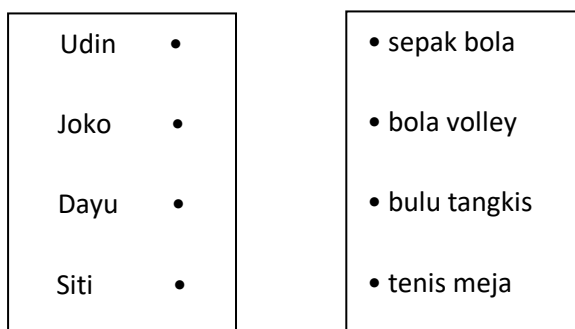 Udin • • sepak bola
Joko • • bola volley
Dayu • • bulu tangkis
Siti • • tenis meja